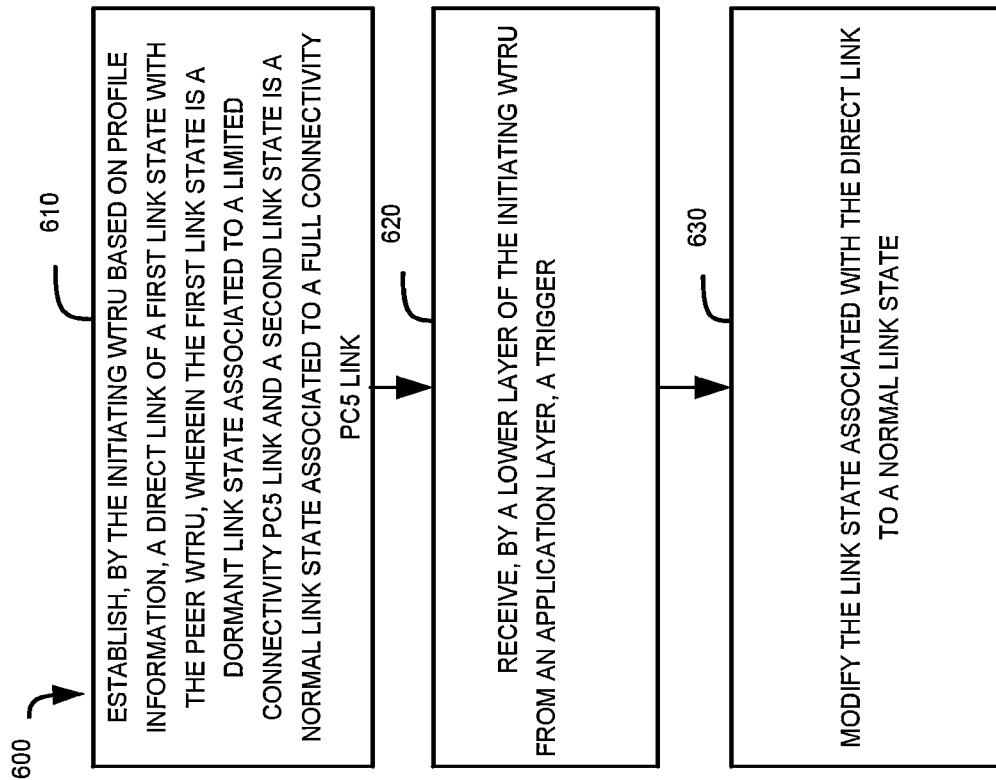 600
610
ESTABLISH, BY THE INITIATING WTRU BASED ON PROFILE
INFORMATION, A DIRECT LINK OF A FIRST LINK STATE WITH
THE PEER WTRU, WHEREIN THE FIRST LINK STATE IS A
DORMANT LINK STATE ASSOCIATED TO A LIMITED
CONNECTIVITY PC5 LINK AND A SECOND LINK STATE IS A
NORMAL LINK STATE ASSOCIATED TO A FULL CONNECTIVITY
PC5 LINK
620
RECEIVE, BY A LOWER LAYER OF THE INITIATING WTRU
FROM AN APPLICATION LAYER, A TRIGGER
630
MODIFY THE LINK STATE ASSOCIATED WITH THE DIRECT LINK
TO A NORMAL LINK STATE